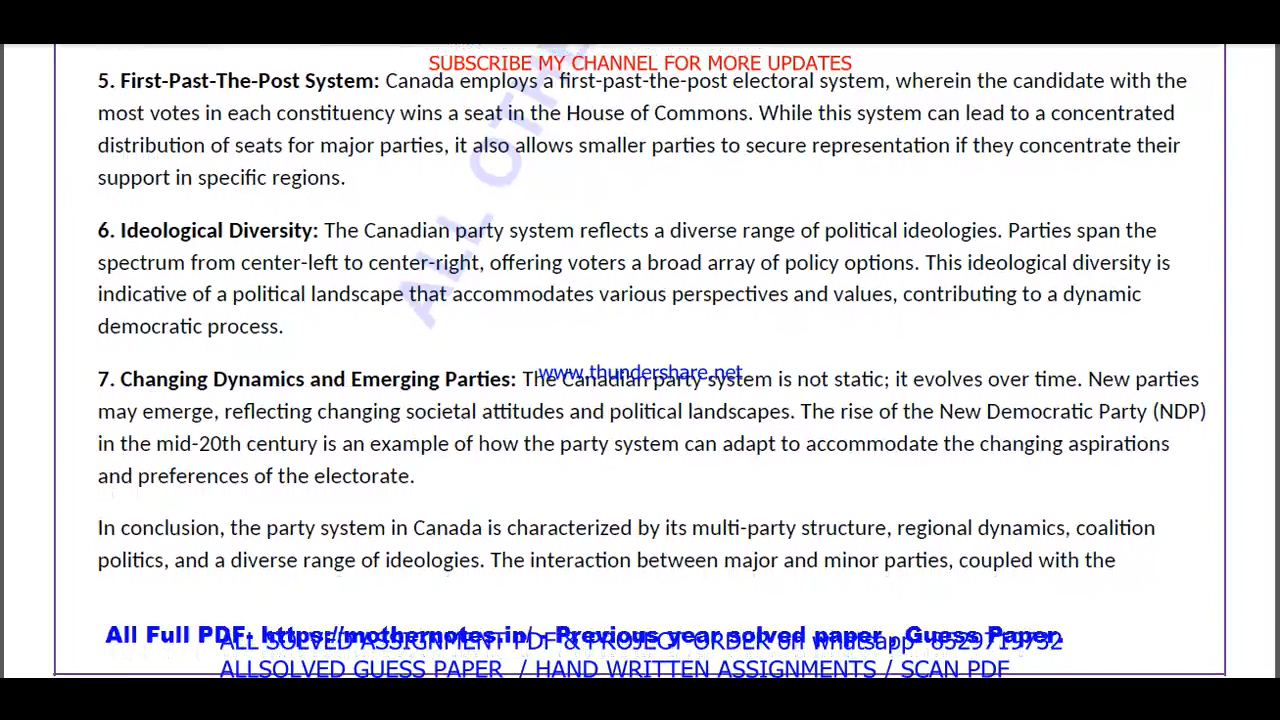 SUBSCRIBE MY CHANNEL FOR MORE UPDATES
5. First-Past-The-Post System: Canada employs a first-past-the-post electoral system, wherein the candidate with the
most votes in each constituency wins a seat in the House of Commons. While this system can lead to a concentrated
distribution of seats for major parties, it also allows smaller parties to secure representation if they concentrate their
support in specific regions.
ALL OTHE
6. Ideological Diversity: The Canadian party system reflects a diverse range of political ideologies. Parties span the
spectrum from center-left to center-right, offering voters a broad array of policy options. This ideological diversity is
indicative of a political landscape that accommodates various perspectives and values, contributing to a dynamic
democratic process.
www.thundershare.net
7. Changing Dynamics and Emerging Parties: The Canadian party system is not static; it evolves over time. New parties
may emerge, reflecting changing societal attitudes and political landscapes. The rise of the New Democratic Party (NDP)
in the mid-20th century is an example of how the party system can adapt to accommodate the changing aspirations
and preferences of the electorate.
In conclusion, the party system in Canada is characterized by its multi-party structure, regional dynamics, coalition
politics, and a diverse range of ideologies. The interaction between major and minor parties, coupled with the
All Full PDF- https://mothernotes.in/ - Previous year solved paper , Guess Paper.
ALL SOLVED ASSIGNMENT PDF & PROJECT ORDER on whatsapp
ALLSOLVED GUESS PAPER / HAND WRITTEN ASSIGNMENTS / SCAN PDF